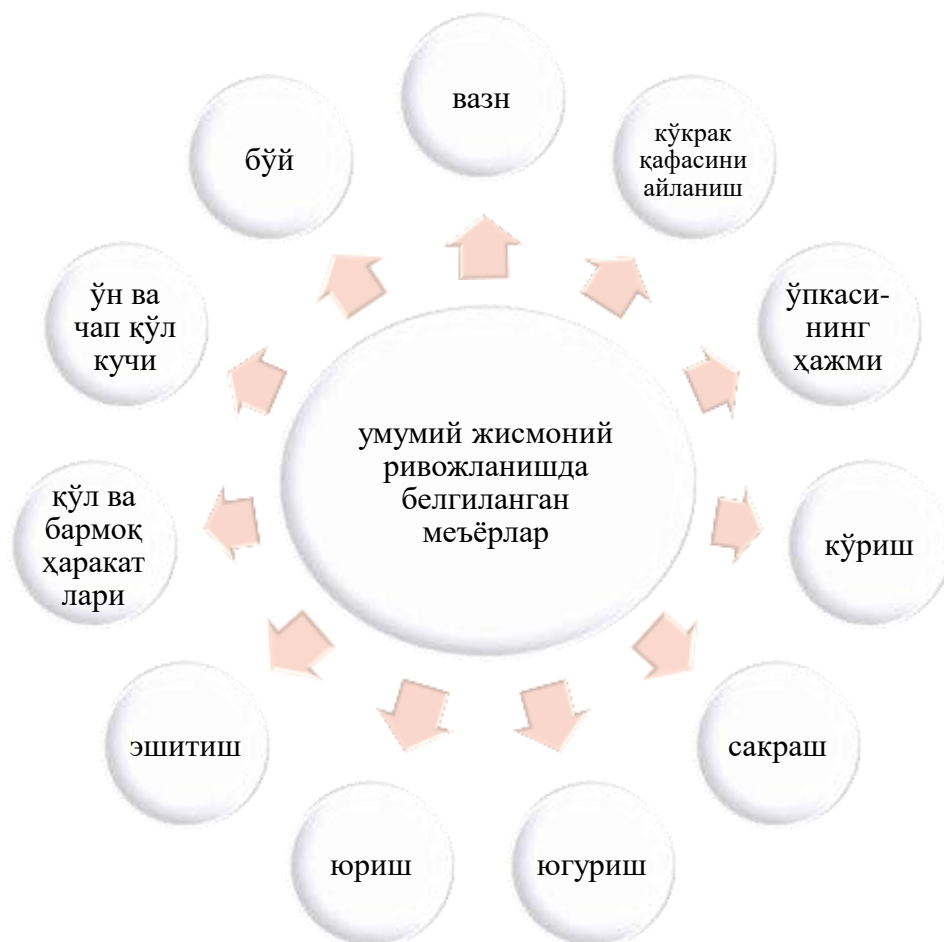 вазн
кўкрак
қафасини
айланиш
ўпкаси-
нинг
ҳажми
кўриш
сакраш
югуриш
юриш
эшитиш
қўл ва
бармоқ
ҳаракат
лари
ўн ва
чап қўл
кучи
бўй
умумий жисмоний
ривожланишда
белгиланган
меъёрлар